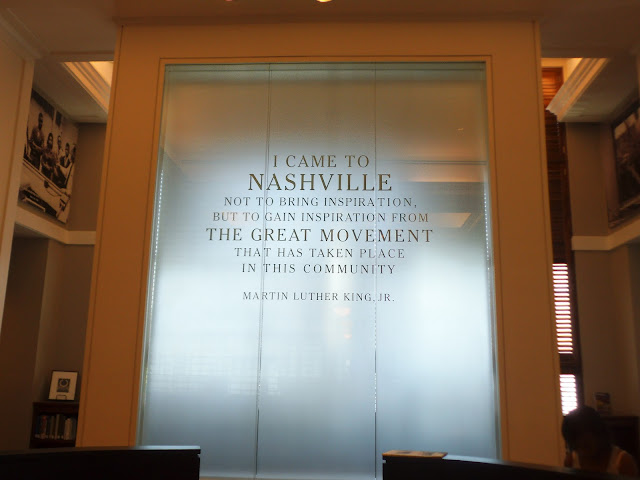 I CAME TO
NASHVILLE
NOT TO BRING INSPIRATION,
BUT TO GAIN INSPIRATION FROM
THE GREAT MOVEMENT
THAT HAS TAKEN PLACE
IN THIS COMMUNITY
MARTIN LUTHER KING, JR.